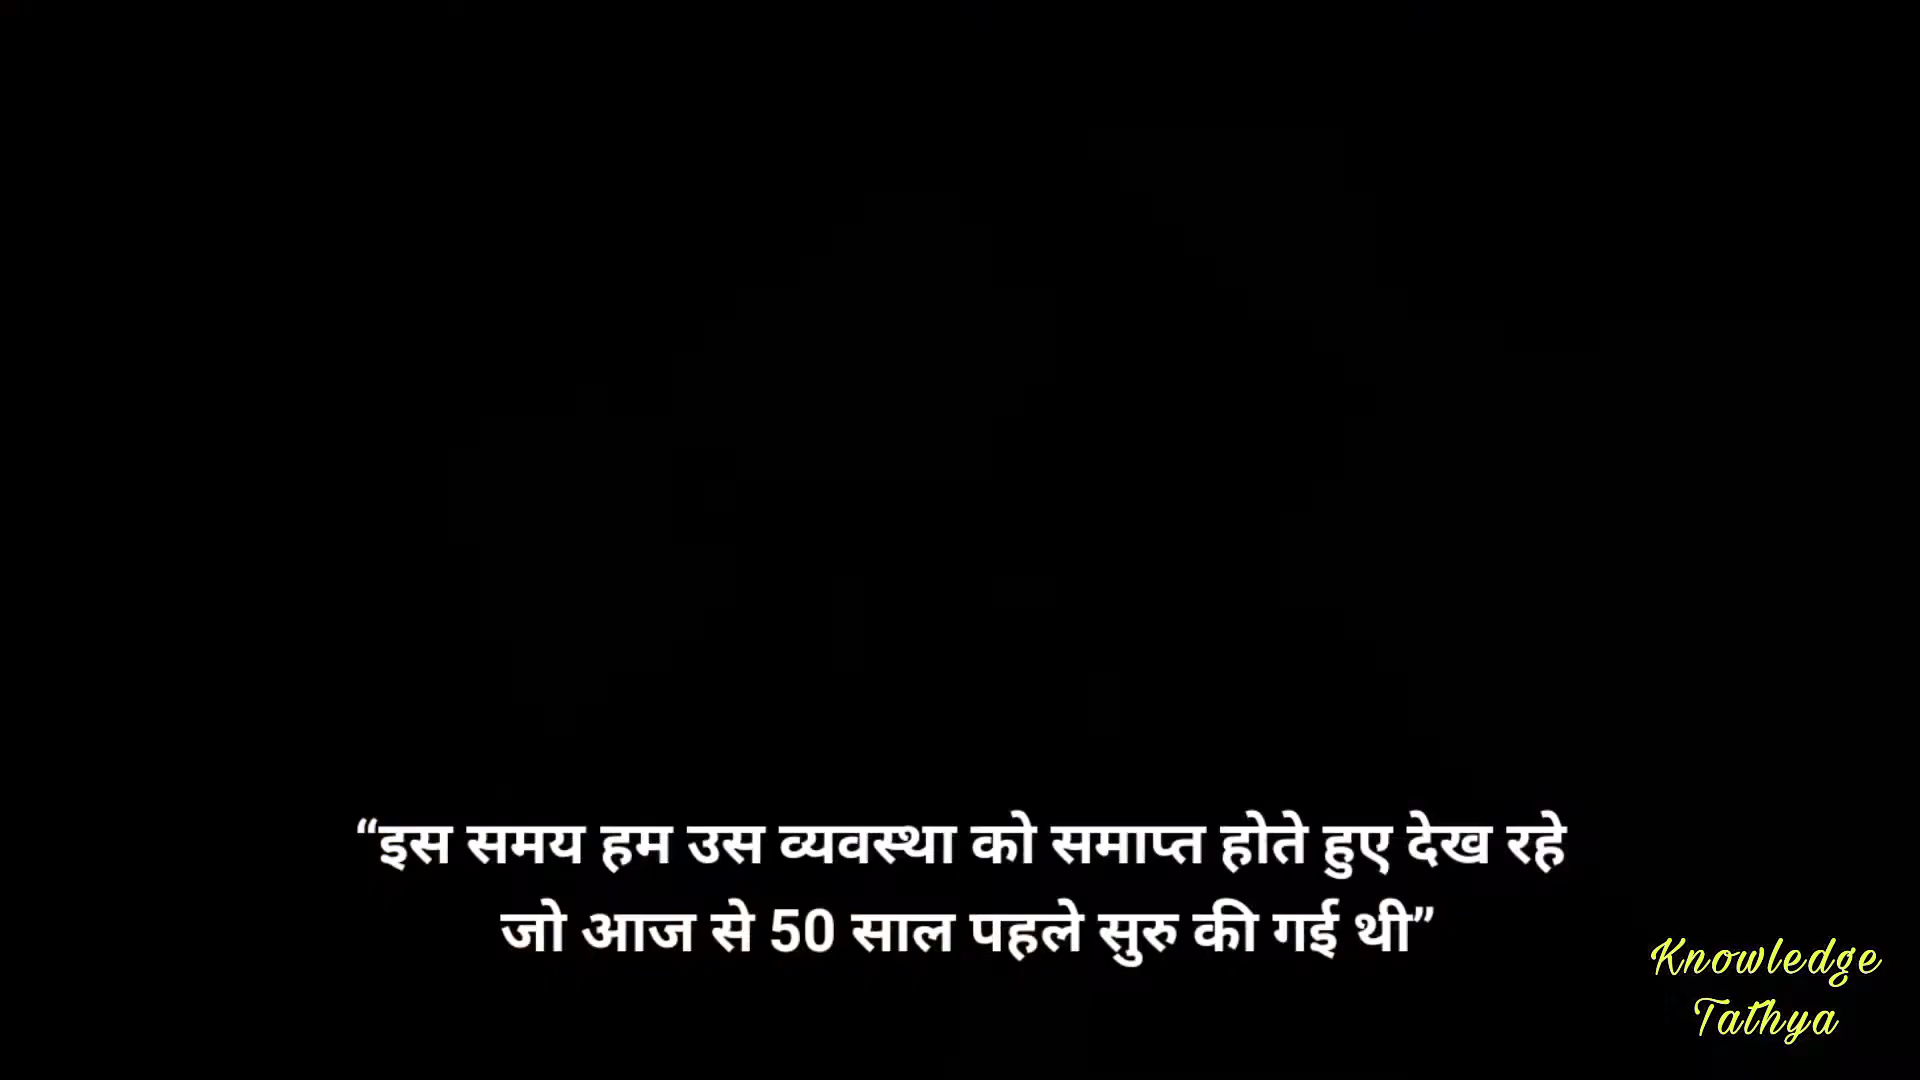 “इस समय हम उस व्यवस्था को समाप्त होते हुए देख रहे
जो आज से 50 साल पहले सुरु की गई थी”
Knowledge
Tathya